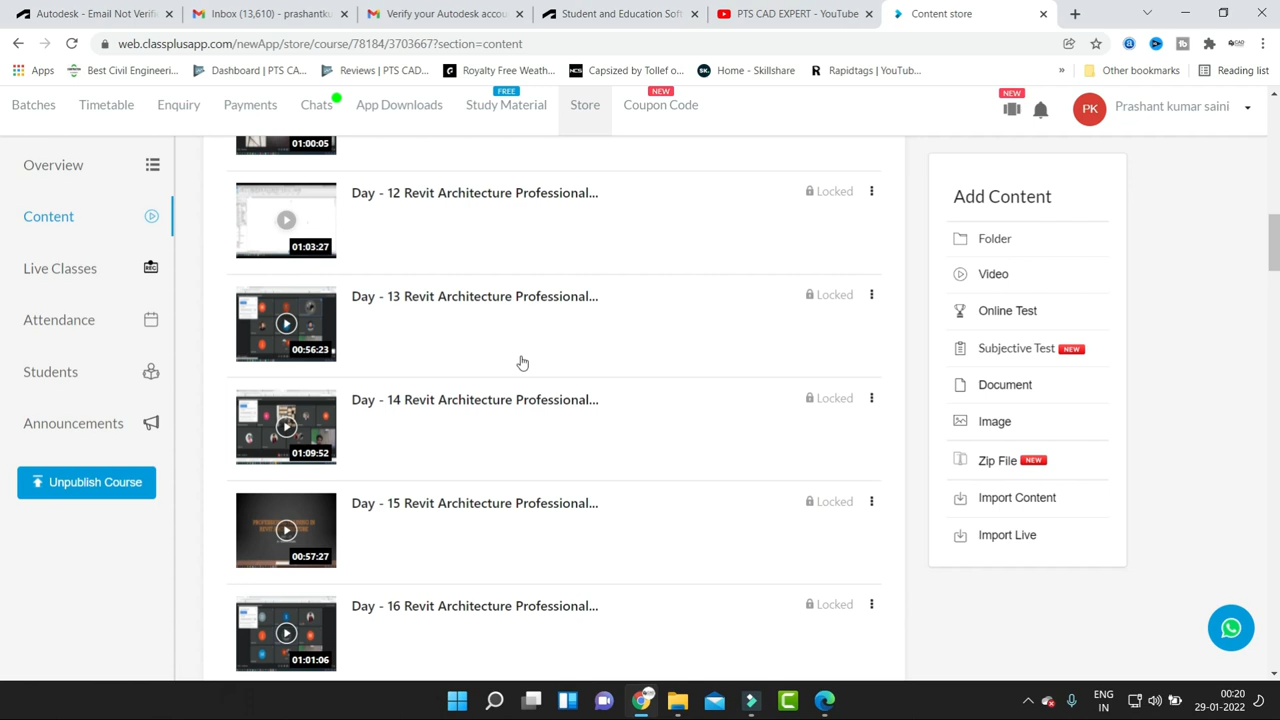 Autodesk - Email Not Verifi
Inbox (13,610) - prashantku
Verify your Autodesk accou
Student and Education Soft
PTS CAD EXPERT - YouTube
Content store
web.classplusapp.com/newApp/store/course/78184/3703667?section=content
Apps
Best Civil Engineeri...
Dashboard | PTS CA...
Reviews | PTS CAD...
Royalty Free Weath...
Capsized by Tollef o...
Home - Skillshare
Rapidtags | YouTub...
»
Other bookmarks
Reading list
FREE
NEW
NEW
Batches
Timetable
Enquiry
Payments
Chats
App Downloads
Study Material
Store
Coupon Code
PK
Prashant kumar saini
Overview
Content
Live Classes
REC
Attendance
Students
Announcements
Unpublish Course
01:00:05
Day - 12 Revit Architecture Professional...
Locked
01:03:27
Day - 13 Revit Architecture Professional...
Locked
00:56:23
Day - 14 Revit Architecture Professional...
Locked
01:09:52
Day - 15 Revit Architecture Professional...
Locked
00:57:27
Day - 16 Revit Architecture Professional...
Locked
01:01:06
Add Content
Folder
Video
Online Test
Subjective Test NEW
Document
Image
Zip File NEW
Import Content
Import Live
ENG
IN
00:20
29-01-2022